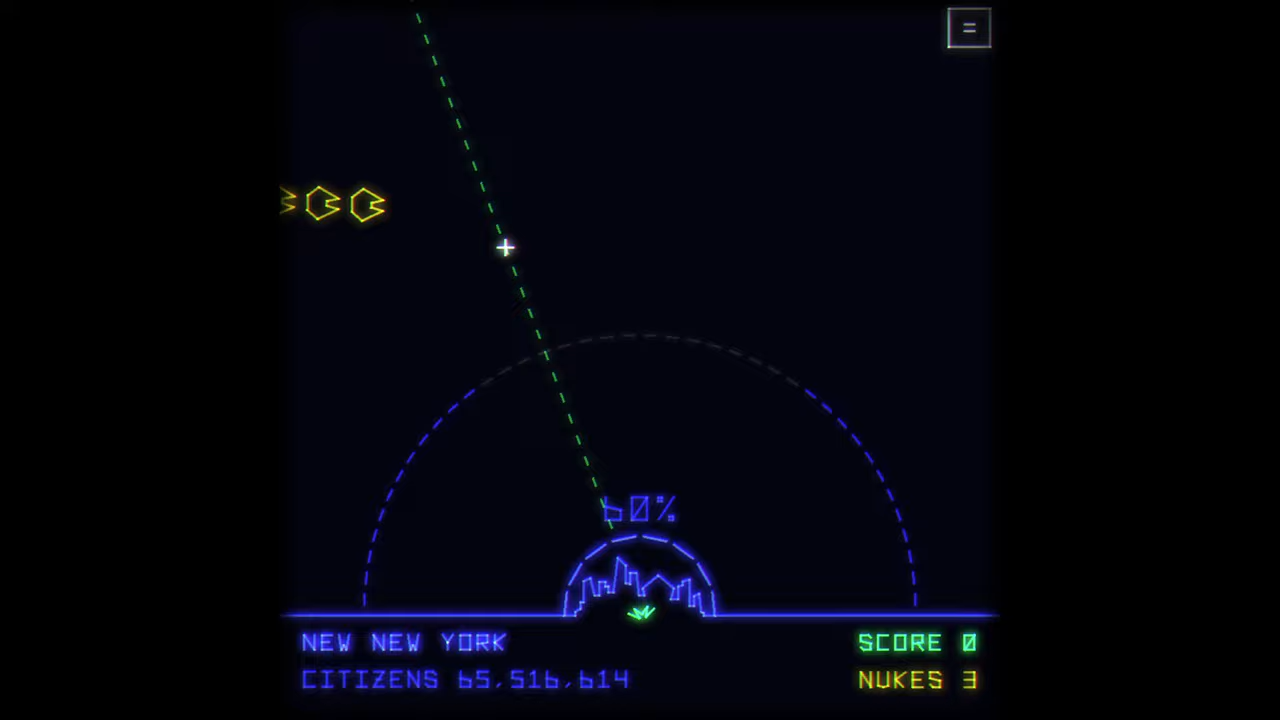 =
60%
NEW NEW YORK
SCORE 0
CITIZENS 65,516,614
NUKES 3